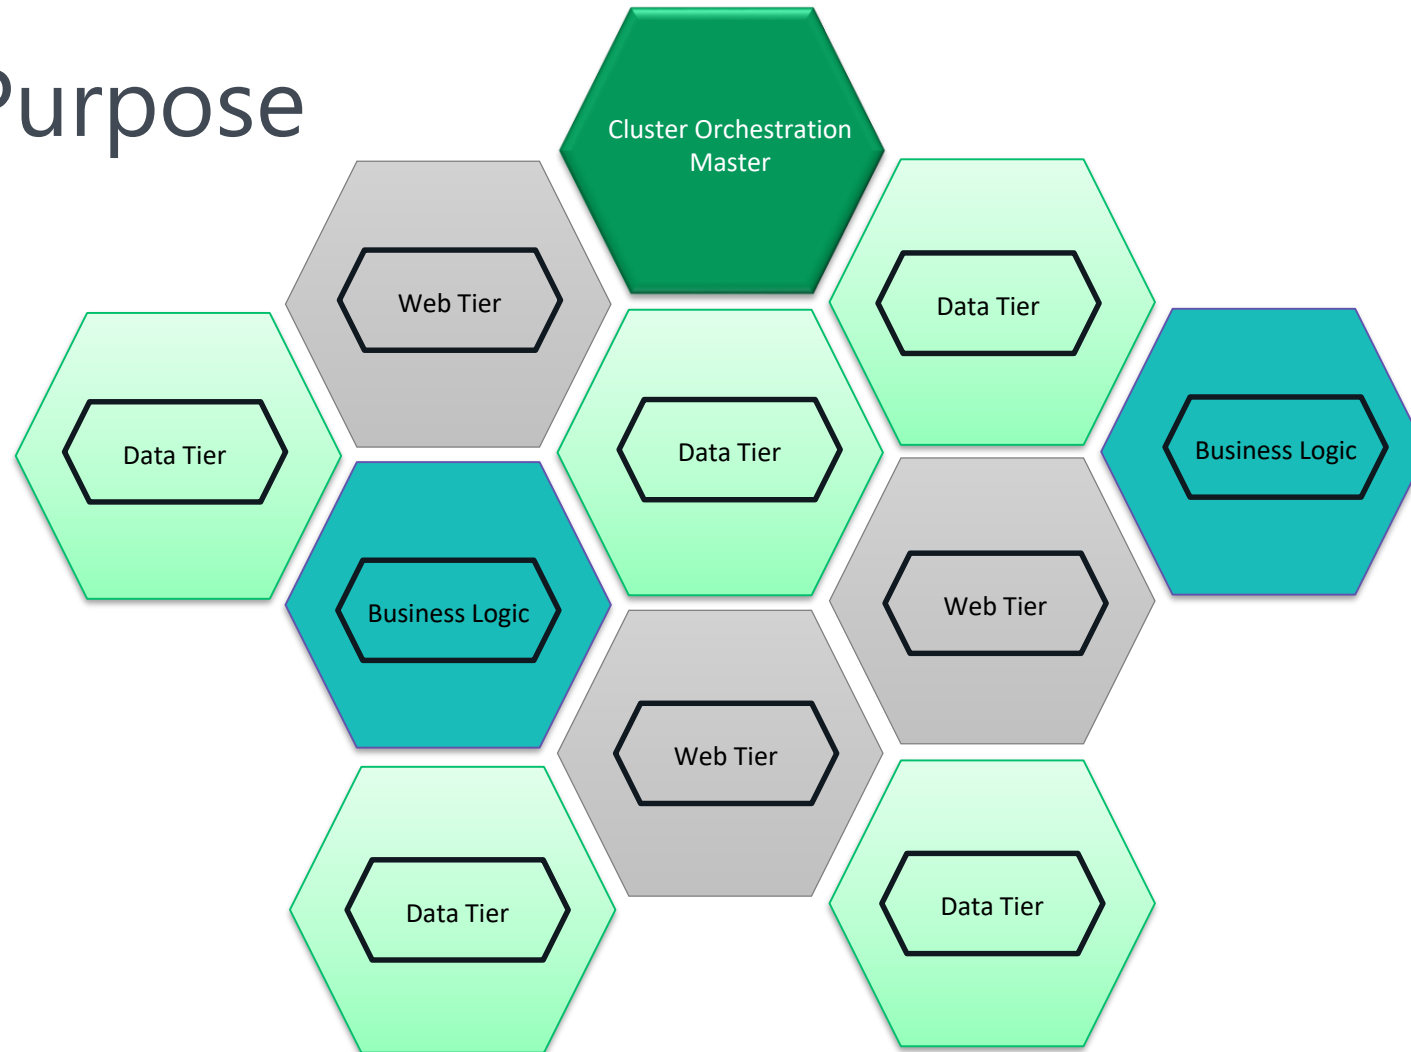 Purpose
Cluster Orchestration
Master
Web Tier
Data Tier
Data Tier
Data Tier
Business Logic
Business Logic
Web Tier
Web Tier
Data Tier
Data Tier